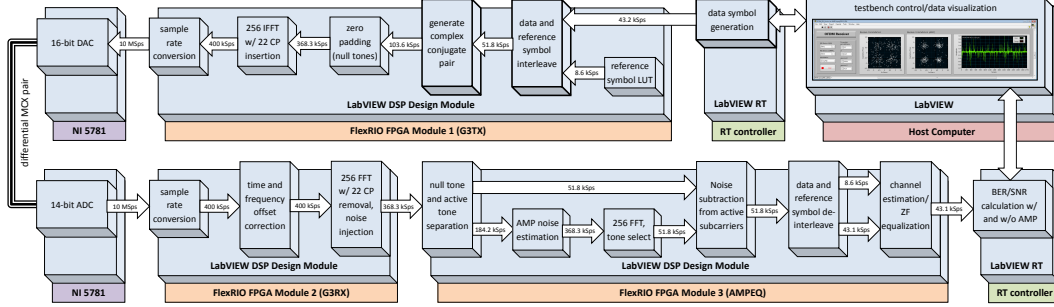 16-bit DAC
NI 5781
differential MCX pair
10 MSps
sample
rate
conversion
400 kSps
256 IFFT
w/ 22 CP
insertion
368.3 kSps
zero
padding
(null tones)
103.6 kSps
generate
complex
conjugate
pair
51.8 kSps
data and
reference
symbol
interleave
43.2 kSps
8.6 kSps
reference
symbol LUT
LabVIEW DSP Design Module
FlexRIO FPGA Module 1 (G3TX)
data symbol
generation
LabVIEW RT
RT controller
testbench control/data visualization
LabVIEW
Host Computer
14-bit ADC
NI 5781
10 MSps
sample
rate
conversion
400 kSps
time and
frequency
offset
correction
400 kSps
256 FFT
w/ 22 CP
removal,
noise
injection
368.3 kSps
LabVIEW DSP Design Module
FlexRIO FPGA Module 2 (G3RX)
null tone
and active
tone
separation
51.8 kSps
184.2 kSps
AMP noise
estimation
368.3 kSps
256 FFT,
tone select
51.8 kSps
Noise
subtraction
from active
subcarriers
51.8 kSps
data and
reference
symbol de-
interleave
8.6 kSps
43.1 kSps
channel
estimation/
ZF
equalization
43.1 kSps
LabVIEW DSP Design Module
FlexRIO FPGA Module 3 (AMPEQ)
BER/SNR
calculation w/
and w/o AMP
LabVIEW RT
RT controller